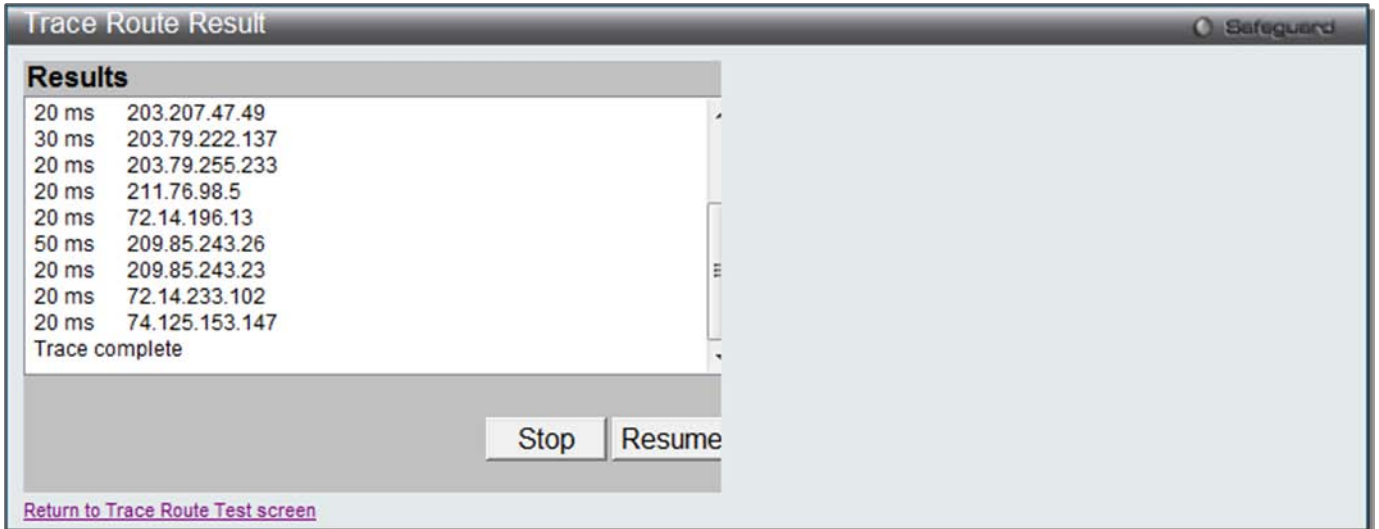 Trace Route Result
Safeguard
Results
20 ms 203.207.47.49
30 ms 203.79.222.137
20 ms 203.79.255.233
20 ms 211.76.98.5
20 ms 72.14.196.13
50 ms 209.85.243.26
20 ms 209.85.243.23
20 ms 72.14.233.102
20 ms 74.125.153.147
Trace complete
Stop Resume
Return to Trace Route Test screen